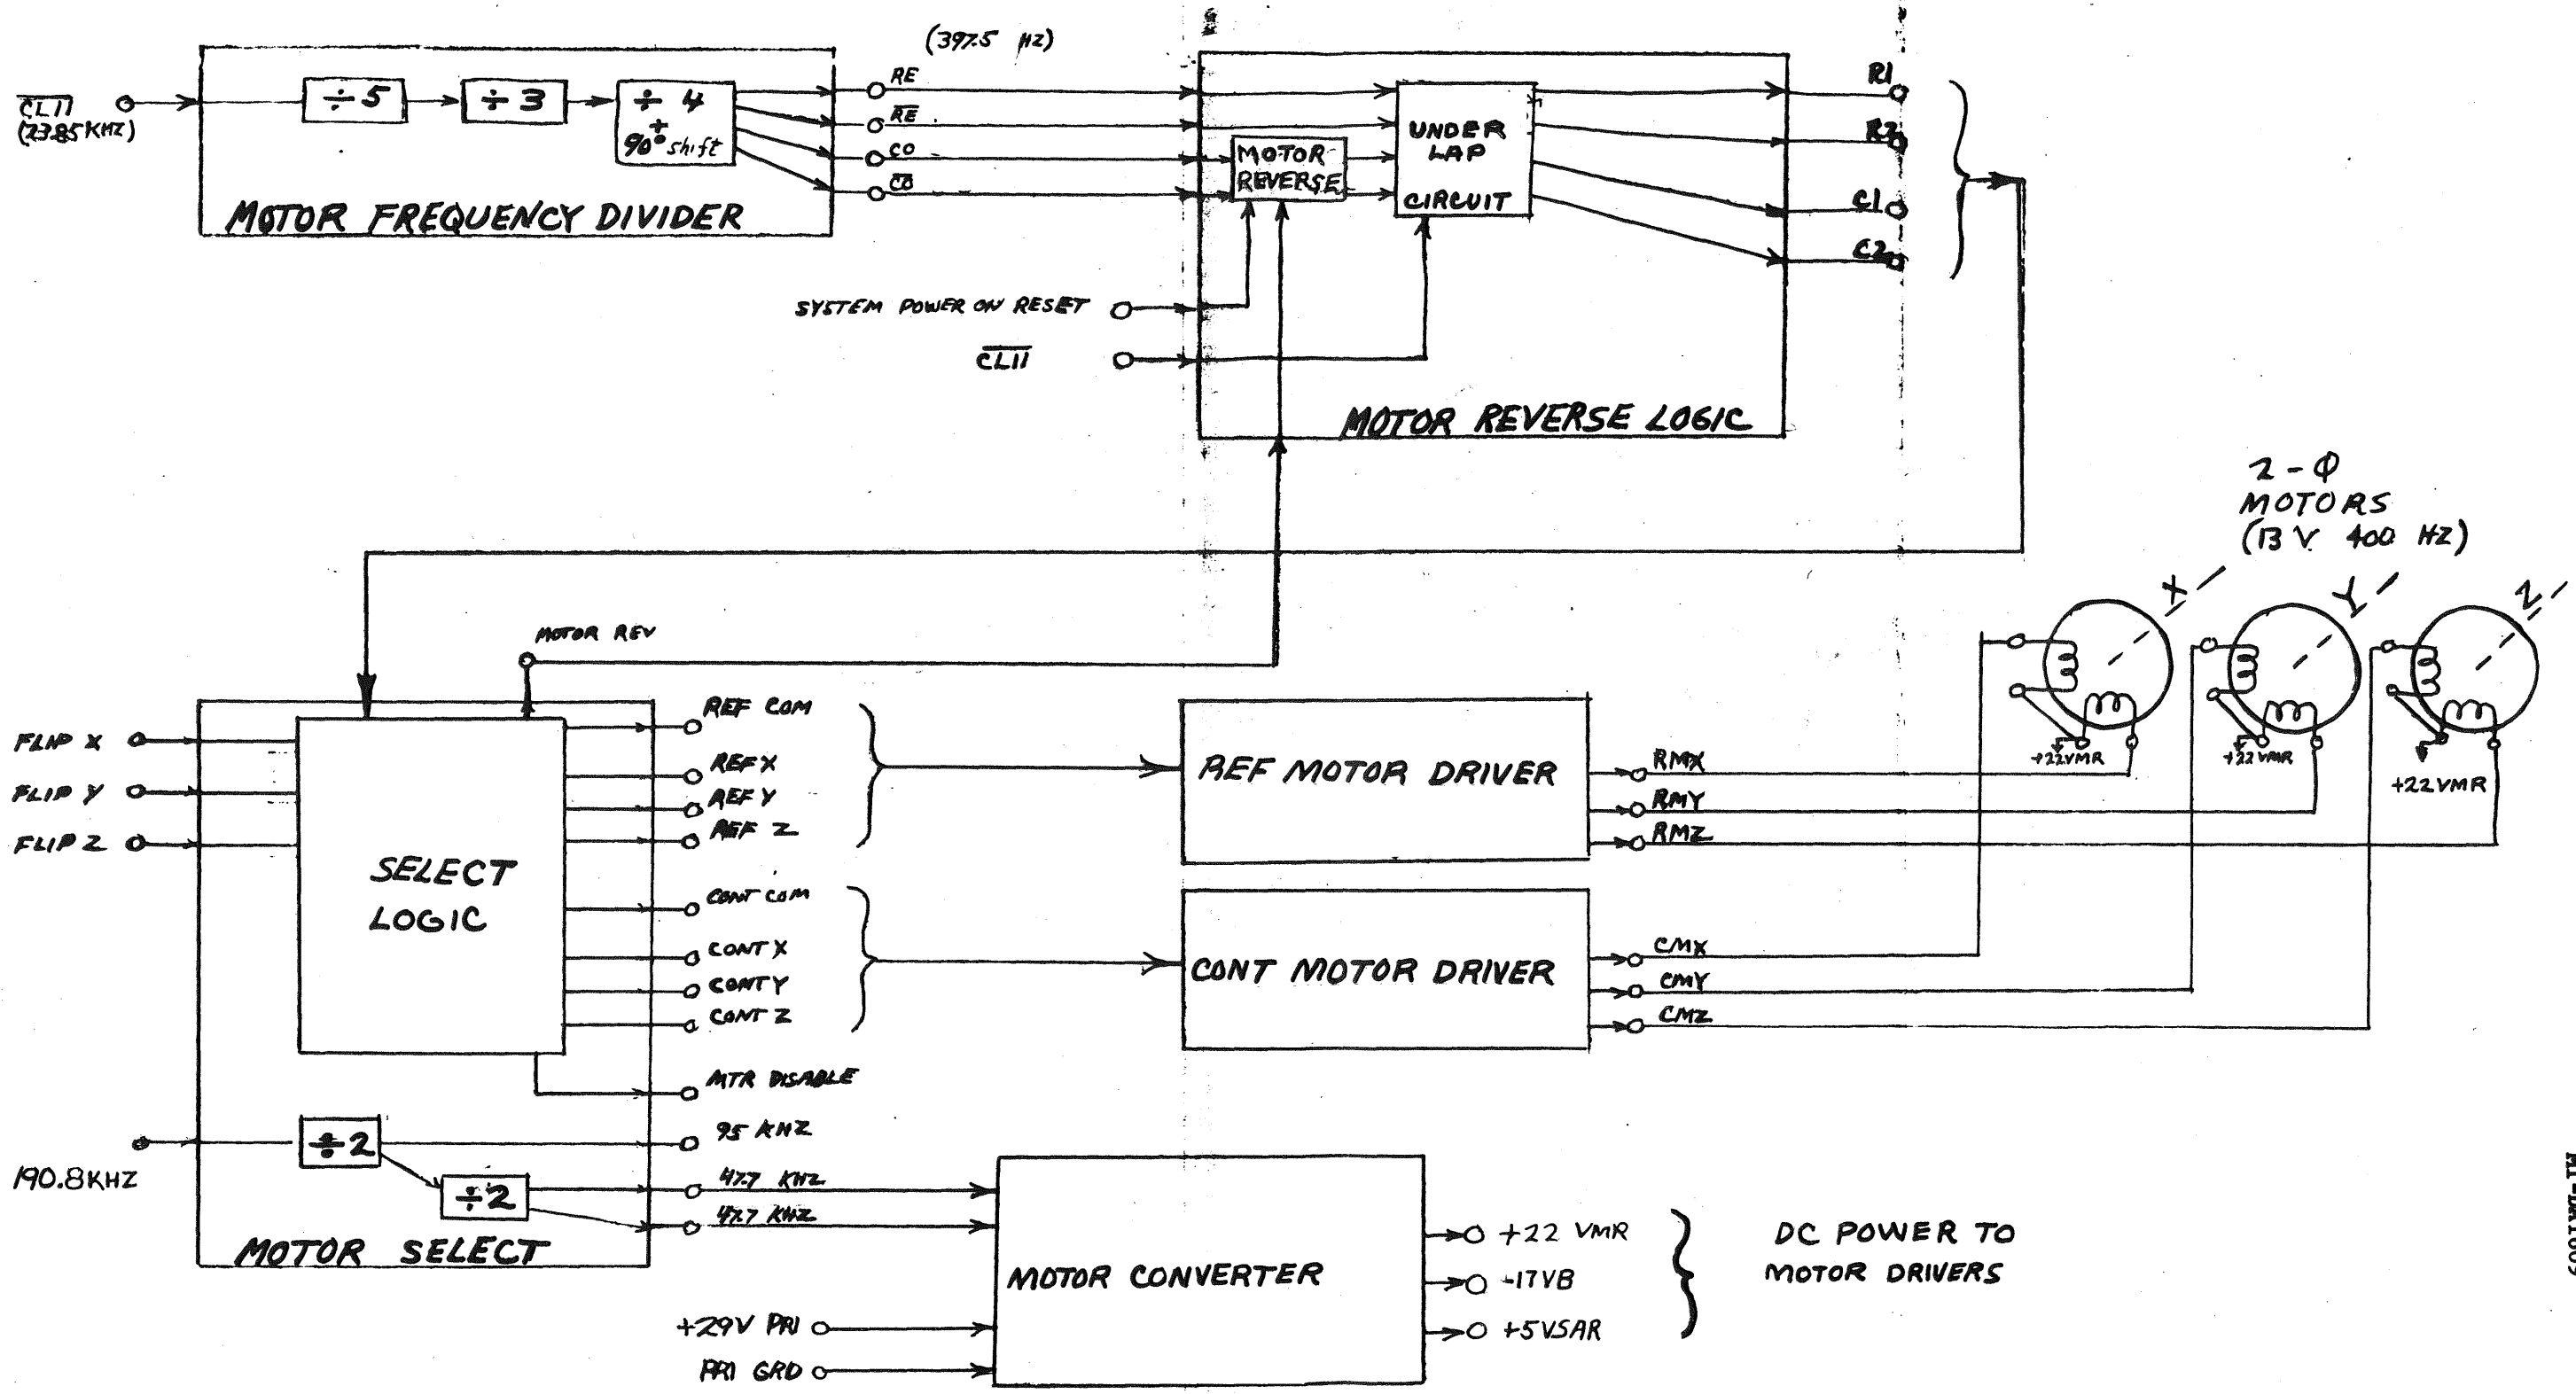 (397.5 HZ)
CL11
(23.85 KHZ)
÷5
÷3
÷ 4
+
90° shift
MOTOR FREQUENCY DIVIDER
RE
RE
CO
CO
MOTOR
REVERSE
UNDER
LAP
CIRCUIT
R1
R2
C1
C2
SYSTEM POWER ON RESET
CL11
MOTOR REVERSE LOGIC
2-Φ
MOTORS
(13 V 400 HZ)
X
Y
Z
MOTOR REV
FLIP X
FLIP Y
FLIP Z
SELECT
LOGIC
REF COM
REF X
REF Y
REF Z
CONT COM
CONT X
CONT Y
CONT Z
MTR DISABLE
REF MOTOR DRIVER
RMX
RMY
RMZ
+22VMR
+22VMR
+22VMR
CONT MOTOR DRIVER
CMX
CMY
CMZ
190.8 KHZ
÷2
÷2
95 KHZ
47.7 KHZ
47.7 KHZ
MOTOR SELECT
+29V PRI
PRI GRD
MOTOR CONVERTER
+22 VMR
-17VB
+5VSAR
DC POWER TO
MOTOR DRIVERS